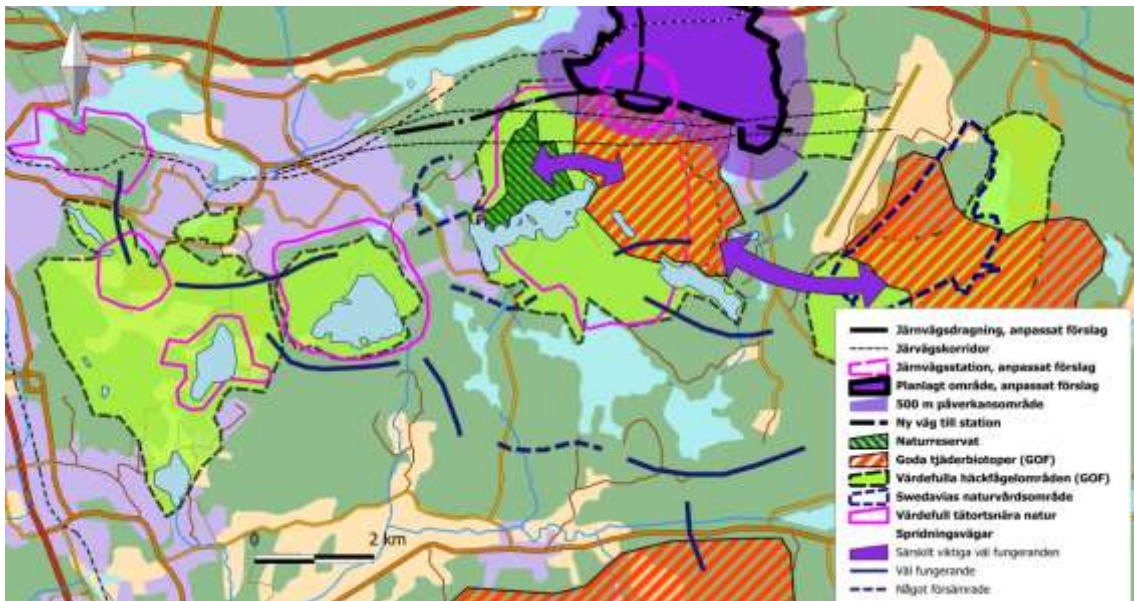 0 2 km
Järnvägsdragning, anpassat förslag
Järvägskorridor
Järnvägsstation, anpassat förslag
Planlagt område, anpassat förslag
500 m påverkansområde
Ny väg till station
Naturreservat
Goda tjäderbiotoper (GOF)
Värdefulla häckfågelområden (GOF)
Swedavias naturvårdsområde
Värdefull tätortsnära natur
Spridningsvägar
Särskilt viktiga väl fungeranden
Väl fungerande
Något försämrade